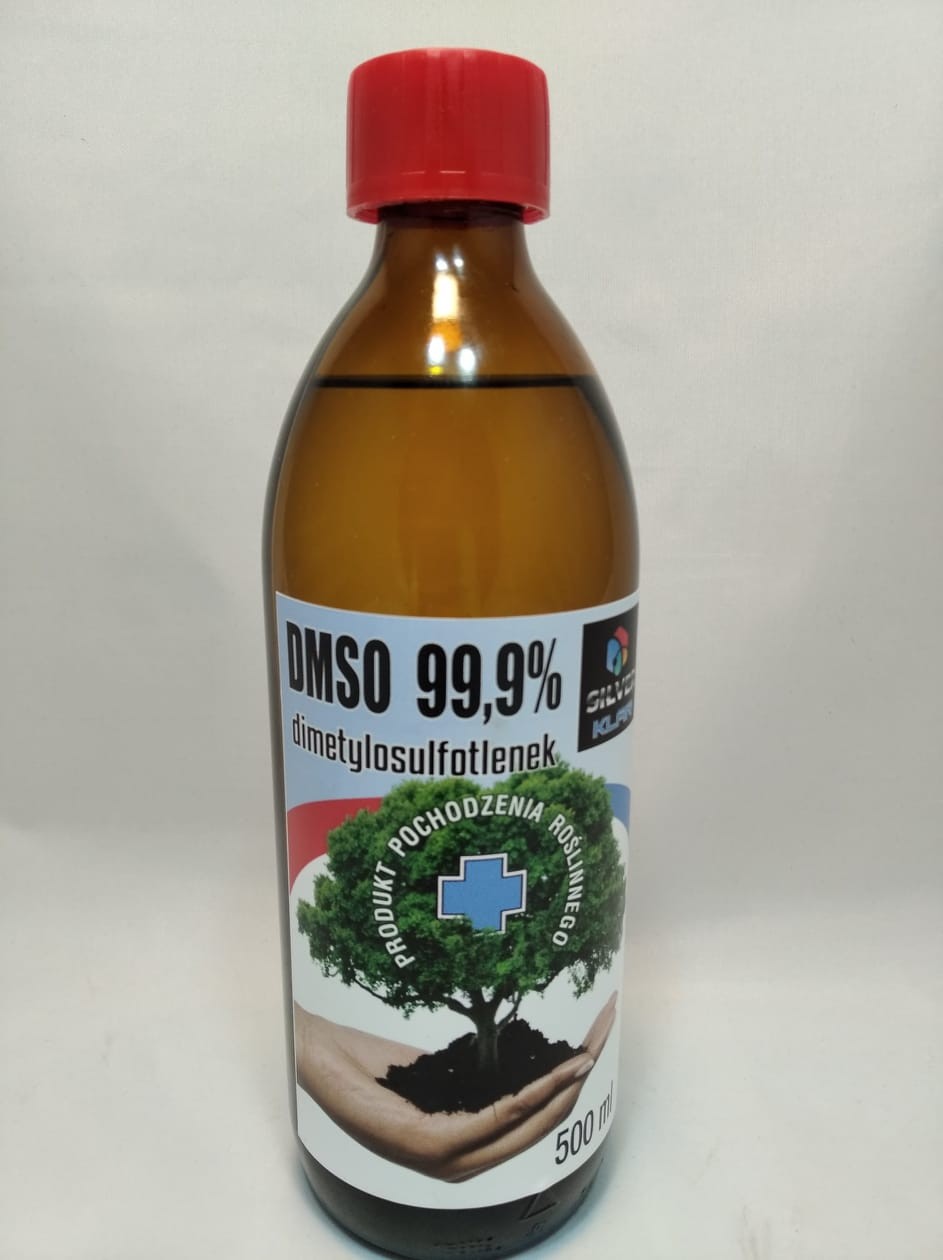 DMSO 99,9%
dimetylosulfotlenek
PRODUKT POCHODZENIA ROŚLINNEGO
500 ml